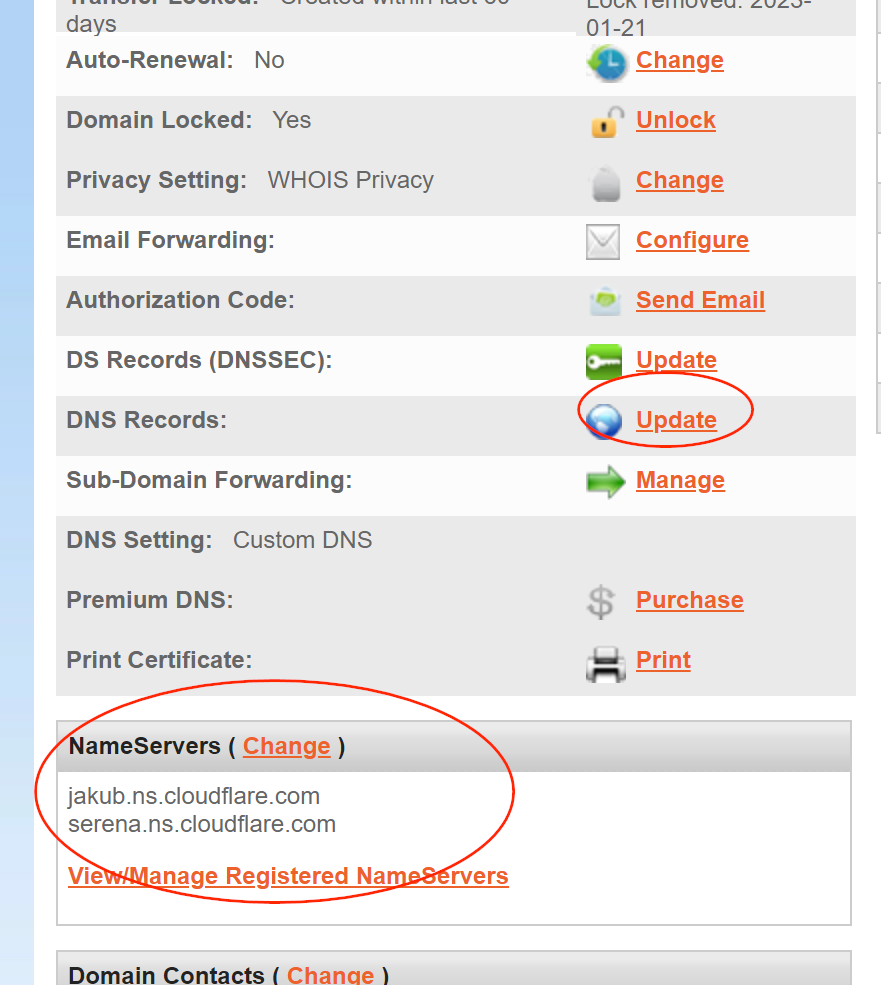 Transfer Locked: Created within last 60
days
Lock removed: 2023-
01-21
Auto-Renewal: No
Change
Domain Locked: Yes
Unlock
Privacy Setting: WHOIS Privacy
Change
Email Forwarding:
Configure
Authorization Code:
Send Email
DS Records (DNSSEC):
Update
DNS Records:
Update
Sub-Domain Forwarding:
Manage
DNS Setting: Custom DNS
Premium DNS:
Purchase
Print Certificate:
Print
NameServers ( Change )
jakub.ns.cloudflare.com
serena.ns.cloudflare.com
View/Manage Registered NameServers
Domain Contacts ( Change )